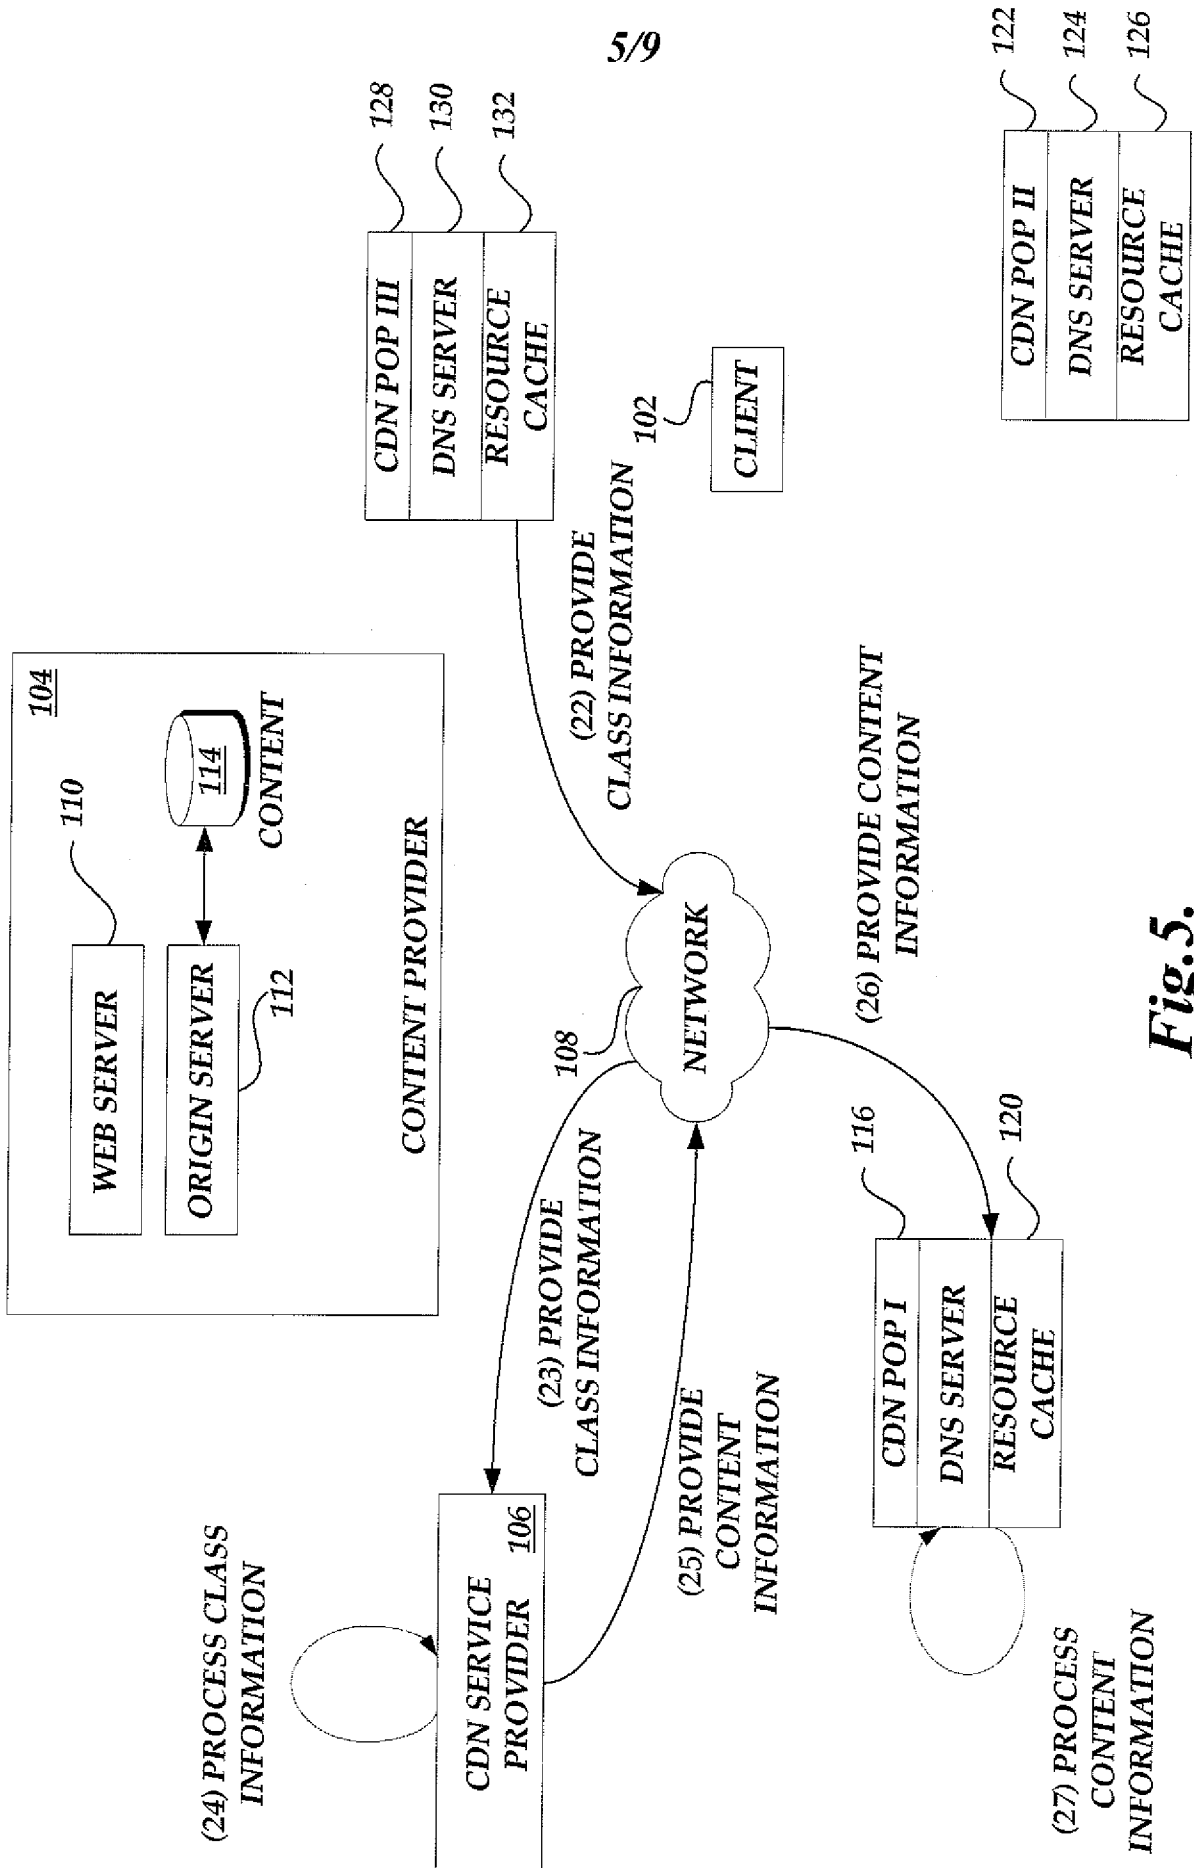 5/9
104
WEB SERVER
110
ORIGIN SERVER
112
114
CONTENT
CONTENT PROVIDER
(24) PROCESS CLASS
INFORMATION
CDN SERVICE
PROVIDER
106
(23) PROVIDE
CLASS INFORMATION
(25) PROVIDE
CONTENT
INFORMATION
108
NETWORK
(22) PROVIDE
CLASS INFORMATION
CDN POP III
DNS SERVER
RESOURCE
CACHE
128
130
132
102
CLIENT
(26) PROVIDE CONTENT
INFORMATION
CDN POP I
DNS SERVER
RESOURCE
CACHE
116
120
(27) PROCESS
CONTENT
INFORMATION
CDN POP II
DNS SERVER
RESOURCE
CACHE
122
124
126
Fig.5.